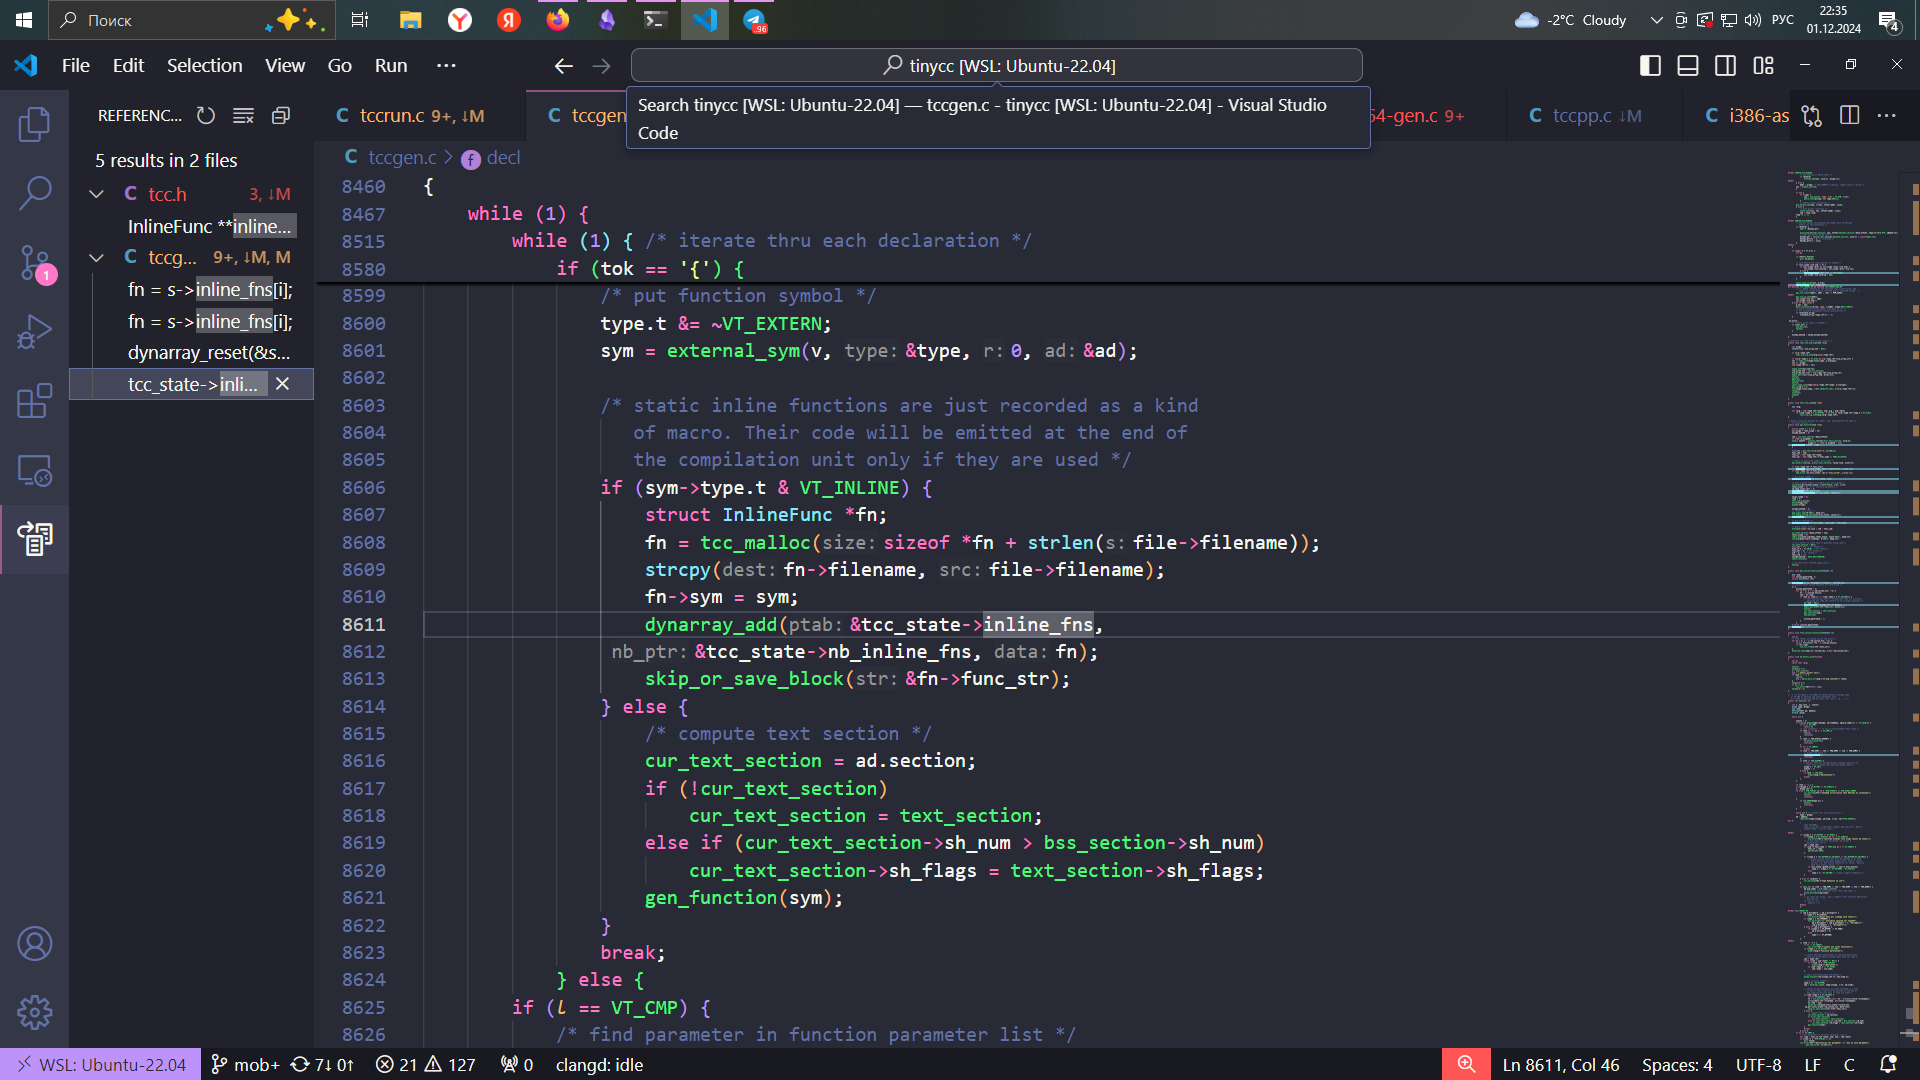 Поиск
96
-2°C Cloudy
РУС
22:35
01.12.2024
4
File Edit Selection View Go Run ···
tinycc [WSL: Ubuntu-22.04]
Search tinycc [WSL: Ubuntu-22.04] — tccgen.c - tinycc [WSL: Ubuntu-22.04] - Visual Studio
Code
REFERENC...
C tccrun.c 9+, ↓M
C tccgen
64-gen.c 9+
C tccpp.c ↓M
C i386-as
5 results in 2 files
C tcc.h 3, ↓M
InlineFunc **inline...
C tccg... 9+, ↓M, M
fn = s->inline_fns[i];
fn = s->inline_fns[i];
dynarray_reset(&s...
tcc_state->inli...
1
C tccgen.c > f decl
8460 {
8467 while (1) {
8515 while (1) { /* iterate thru each declaration */
8580 if (tok == '{') {
8599 /* put function symbol */
8600 type.t &= ~VT_EXTERN;
8601 sym = external_sym(v, type: &type, r: 0, ad: &ad);
8602
8603 /* static inline functions are just recorded as a kind
8604 of macro. Their code will be emitted at the end of
8605 the compilation unit only if they are used */
8606 if (sym->type.t & VT_INLINE) {
8607 struct InlineFunc *fn;
8608 fn = tcc_malloc(size: sizeof *fn + strlen(s: file->filename));
8609 strcpy(dest: fn->filename, src: file->filename);
8610 fn->sym = sym;
8611 dynarray_add(ptab: &tcc_state->inline_fns,
8612 nb_ptr: &tcc_state->nb_inline_fns, data: fn);
8613 skip_or_save_block(str: &fn->func_str);
8614 } else {
8615 /* compute text section */
8616 cur_text_section = ad.section;
8617 if (!cur_text_section)
8618 cur_text_section = text_section;
8619 else if (cur_text_section->sh_num > bss_section->sh_num)
8620 cur_text_section->sh_flags = text_section->sh_flags;
8621 gen_function(sym);
8622 }
8623 break;
8624 } else {
8625 if (l == VT_CMP) {
8626 /* find parameter in function parameter list */
WSL: Ubuntu-22.04 mob+ 7↓ 0↑ 21 127 0 clangd: idle
Ln 8611, Col 46 Spaces: 4 UTF-8 LF C